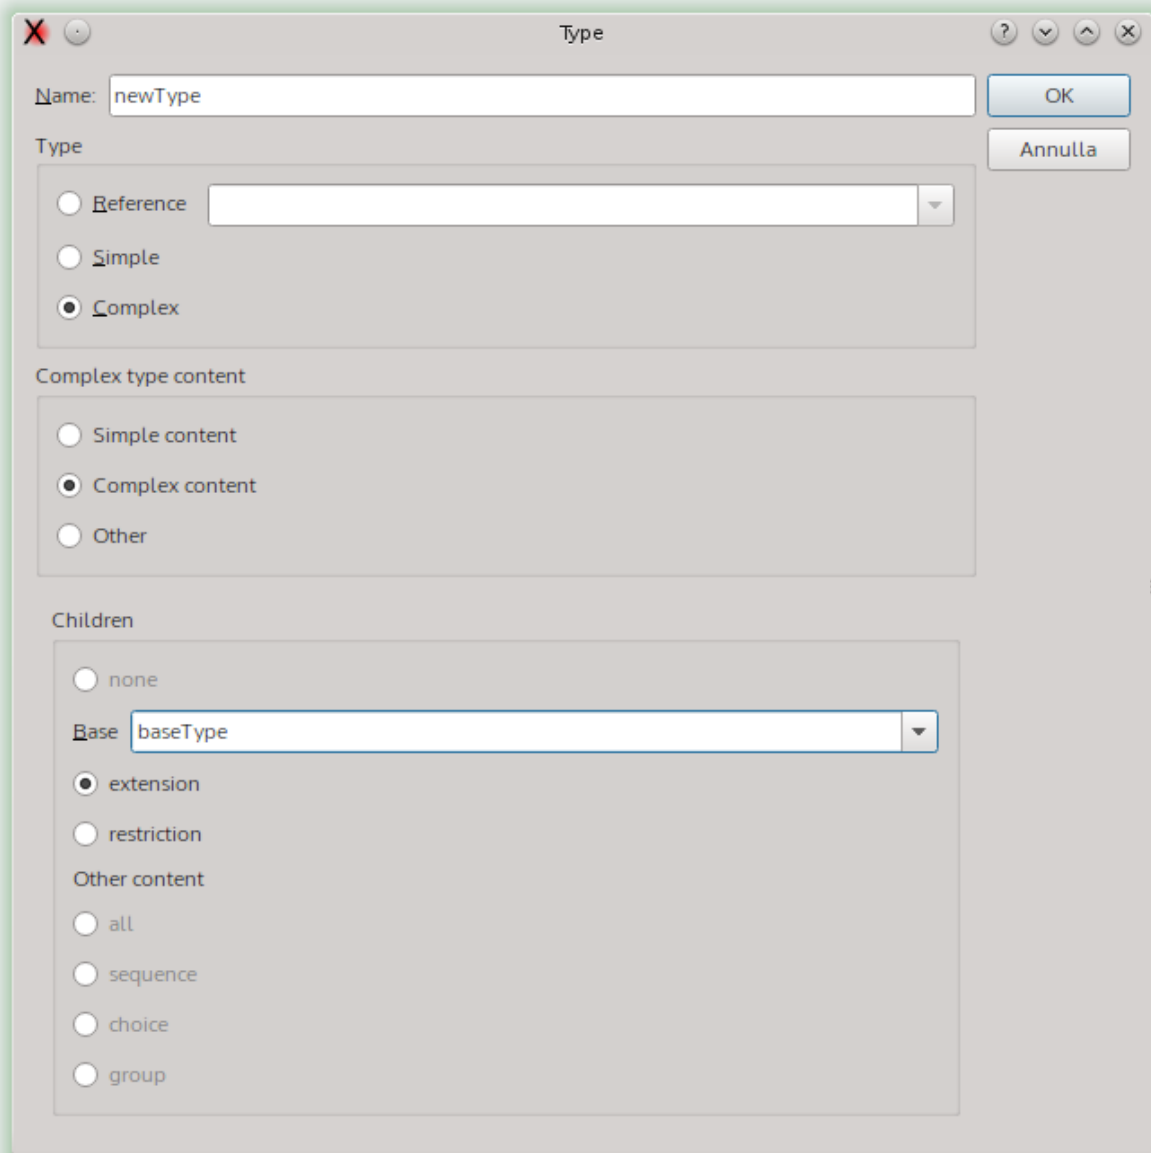 Type
Name: newType OK
Type Annulla
Reference
Simple
Complex
Complex type content
Simple content
Complex content
Other
Children
none
Base baseType
extension
restriction
Other content
all
sequence
choice
group